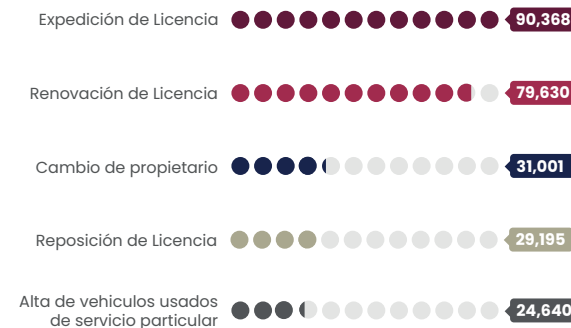 Expedición de Licencia 90,368
Renovación de Licencia 79,630
Cambio de propietario 31,001
Reposición de Licencia 29,195
Alta de vehiculos usados
de servicio particular 24,640